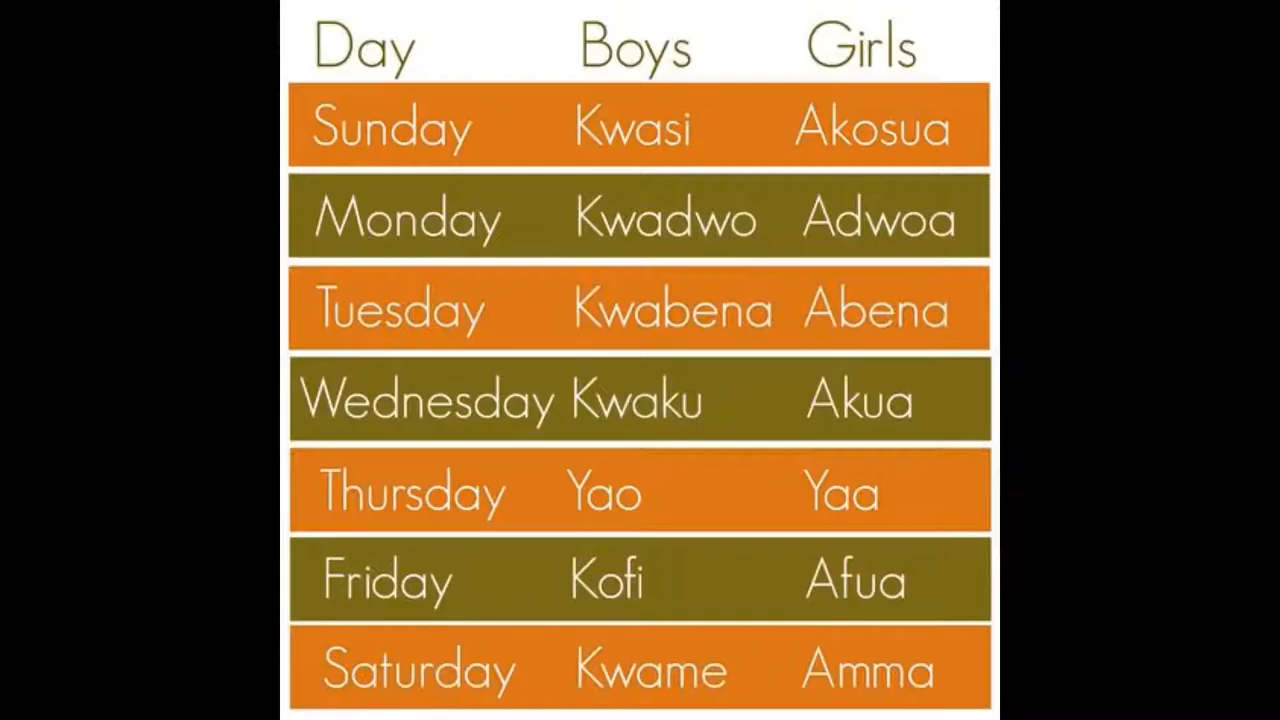 Day Boys Girls
Sunday Kwasi Akosua
Monday Kwadwo Adwoa
Tuesday Kwabena Abena
Wednesday Kwaku Akua
Thursday Yao Yaa
Friday Kofi Afua
Saturday Kwame Amma